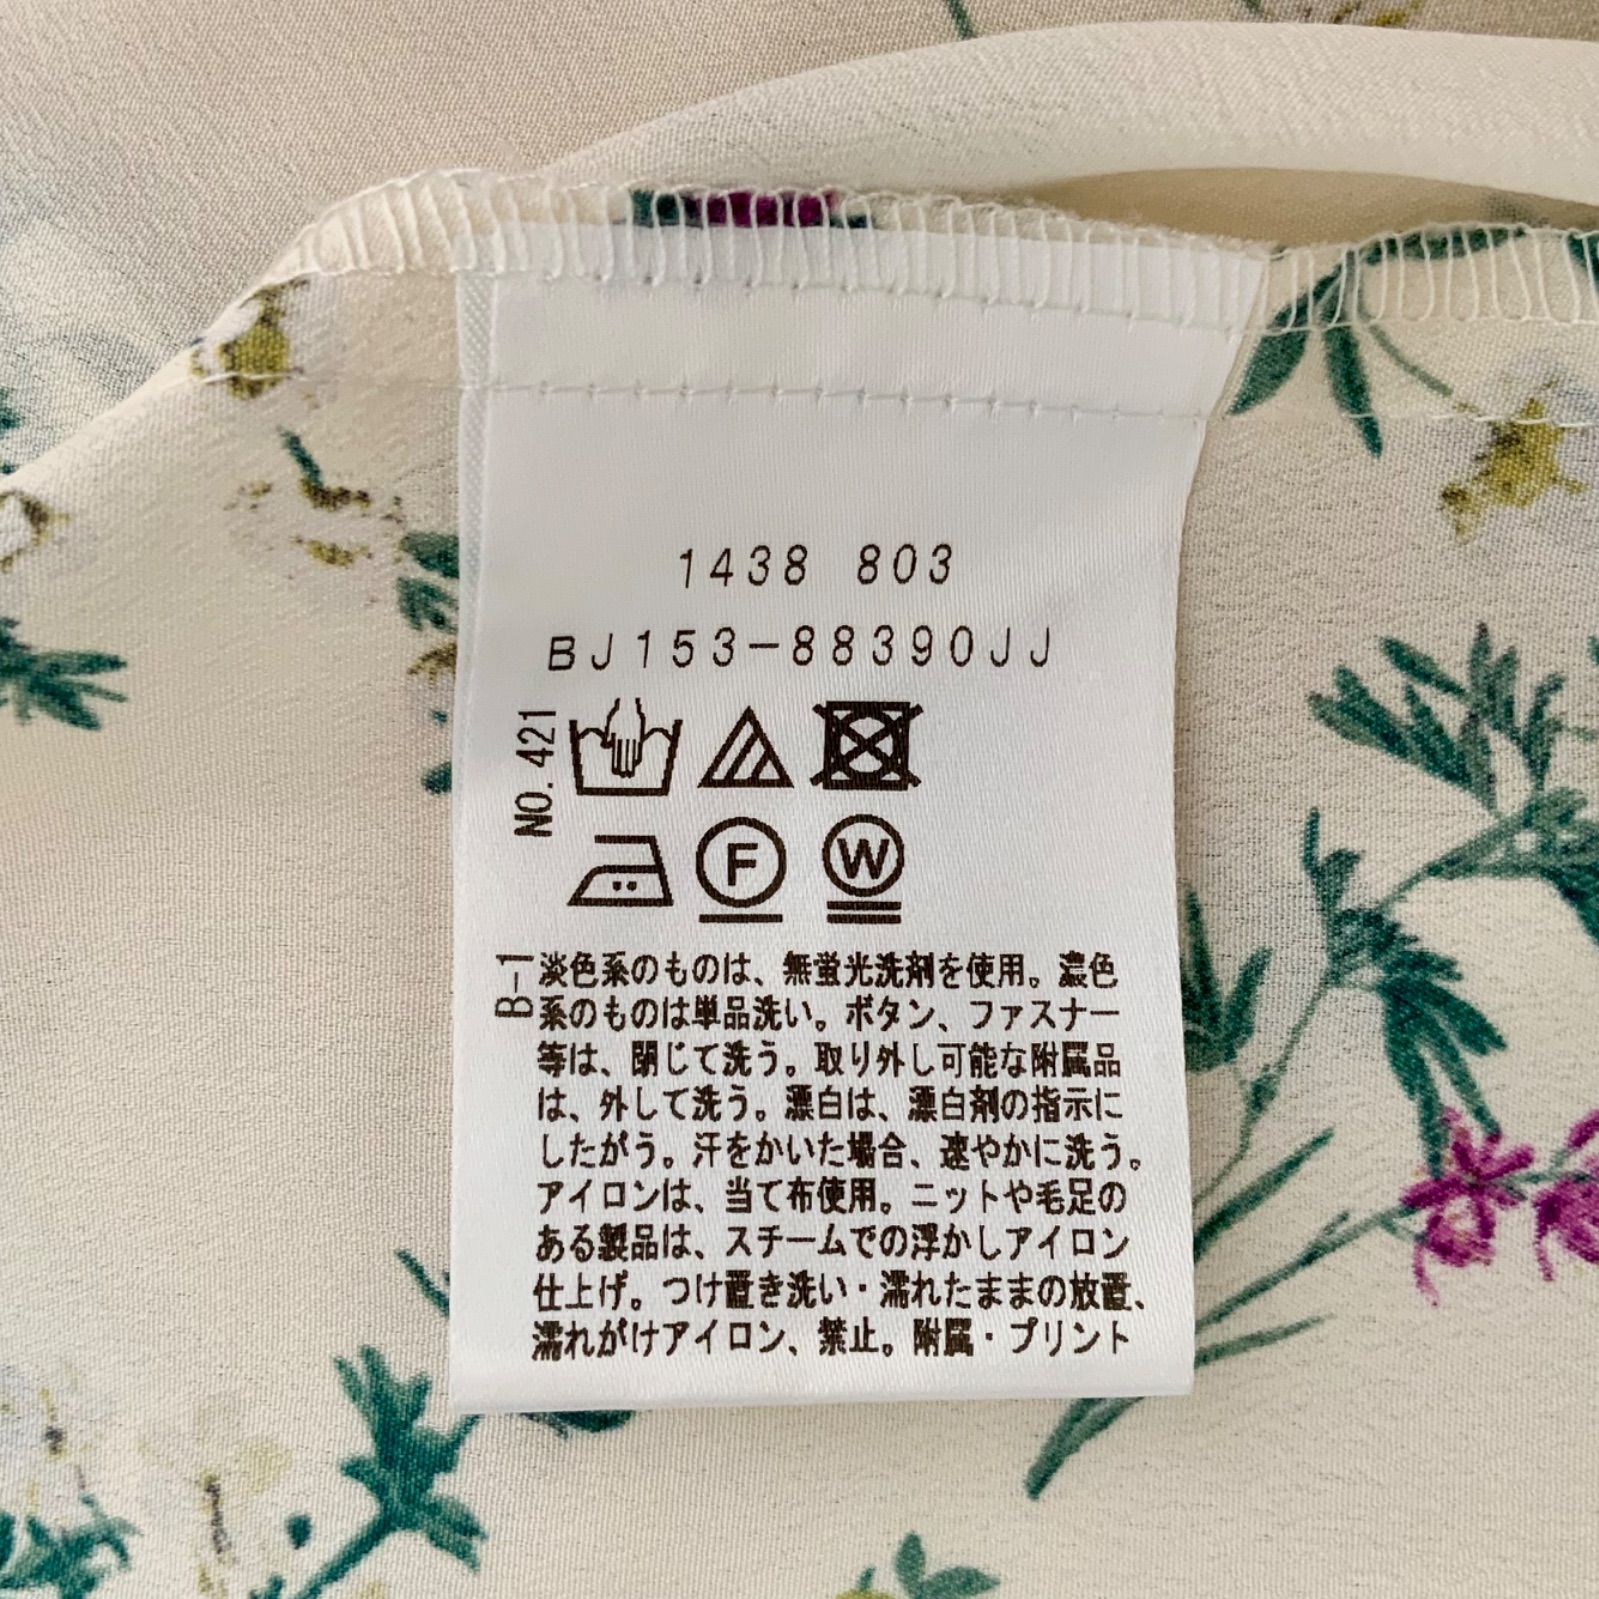 1438 803
BJ153-88390JJ
NO. 421
F
W
B-1
淡色系のものは、無蛍光洗剤を使用。濃色
系のものは単品洗い。ボタン、ファスナー
等は、閉じて洗う。取り外し可能な附属品
は、外して洗う。漂白は、漂白剤の指示に
したがう。汗をかいた場合、速やかに洗う。
アイロンは、当て布使用。ニットや毛足の
ある製品は、スチームでの浮かしアイロン
仕上げ。つけ置き洗い・濡れたままの放置、
濡れがけアイロン、禁止。附属・プリント